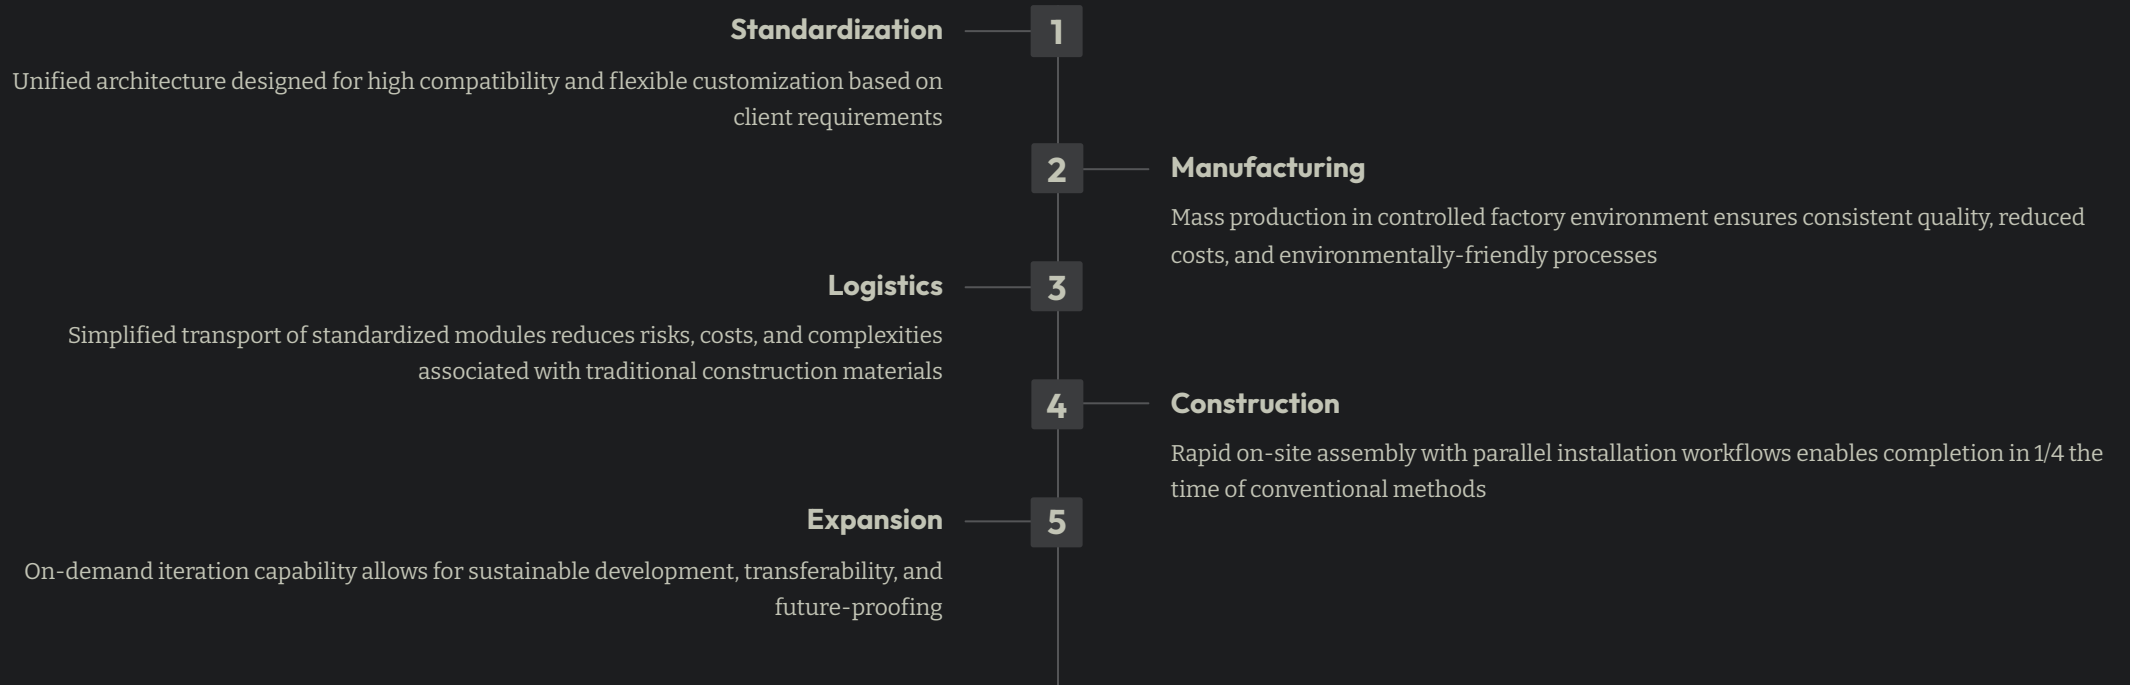 Standardization
1
Unified architecture designed for high compatibility and flexible customization based on
client requirements
2
Manufacturing
Mass production in controlled factory environment ensures consistent quality, reduced
costs, and environmentally-friendly processes
Logistics
3
Simplified transport of standardized modules reduces risks, costs, and complexities
associated with traditional construction materials
4
Construction
Rapid on-site assembly with parallel installation workflows enables completion in 1/4 the
time of conventional methods
Expansion
5
On-demand iteration capability allows for sustainable development, transferability, and
future-proofing